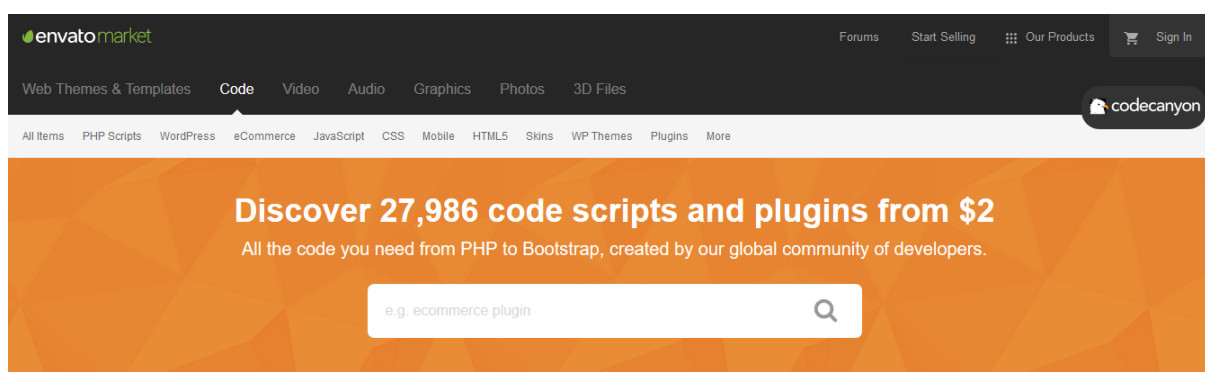 envatomarket
Forums Start Selling Our Products Sign In
Web Themes & Templates Code Video Audio Graphics Photos 3D Files
codecanyon
All Items PHP Scripts WordPress eCommerce JavaScript CSS Mobile HTML5 Skins WP Themes Plugins More
Discover 27,986 code scripts and plugins from $2
All the code you need from PHP to Bootstrap, created by our global community of developers.
e.g. ecommerce plugin